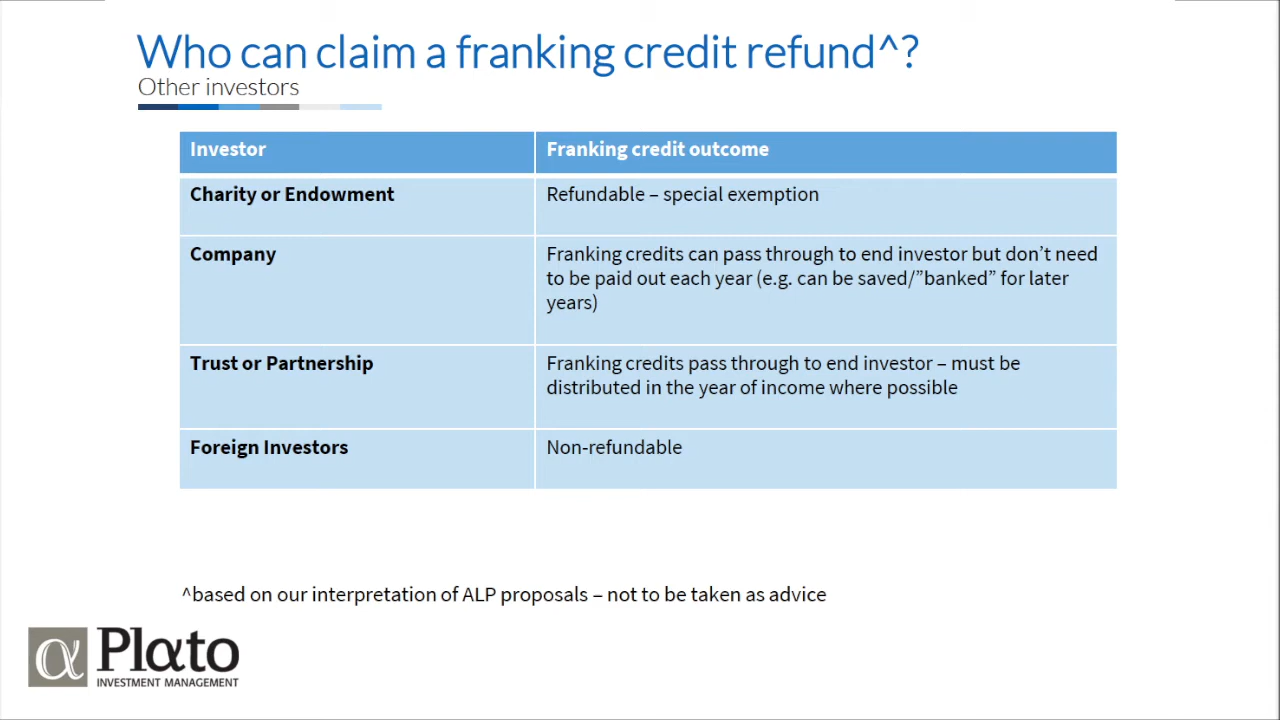 Who can claim a franking credit refund^?
Other investors
Investor
Franking credit outcome
Charity or Endowment
Refundable – special exemption
Company
Franking credits can pass through to end investor but don’t need
to be paid out each year (e.g. can be saved/”banked” for later
years)
Trust or Partnership
Franking credits pass through to end investor – must be
distributed in the year of income where possible
Foreign Investors
Non-refundable
^based on our interpretation of ALP proposals – not to be taken as advice
α Plαto
INVESTMENT MANAGEMENT